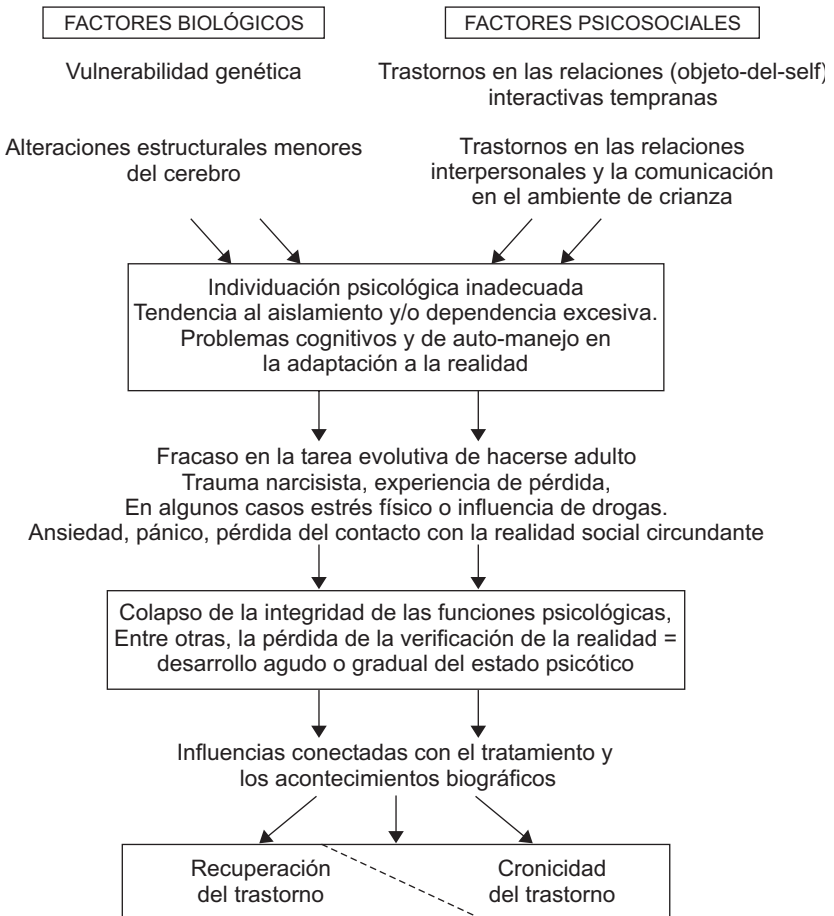 FACTORES BIOLÓGICOS
FACTORES PSICOSOCIALES
Vulnerabilidad genética
Trastornos en las relaciones (objeto-del-self)
interactivas tempranas
Alteraciones estructurales menores
del cerebro
Trastornos en las relaciones
interpersonales y la comunicación
en el ambiente de crianza
Individuación psicológica inadecuada
Tendencia al aislamiento y/o dependencia excesiva.
Problemas cognitivos y de auto-manejo en
la adaptación a la realidad
Fracaso en la tarea evolutiva de hacerse adulto
Trauma narcisista, experiencia de pérdida,
En algunos casos estrés físico o influencia de drogas.
Ansiedad, pánico, pérdida del contacto con la realidad social circundante
Colapso de la integridad de las funciones psicológicas,
Entre otras, la pérdida de la verificación de la realidad =
desarrollo agudo o gradual del estado psicótico
Influencias conectadas con el tratamiento y
los acontecimientos biográficos
Recuperación
del trastorno
Cronicidad
del trastorno